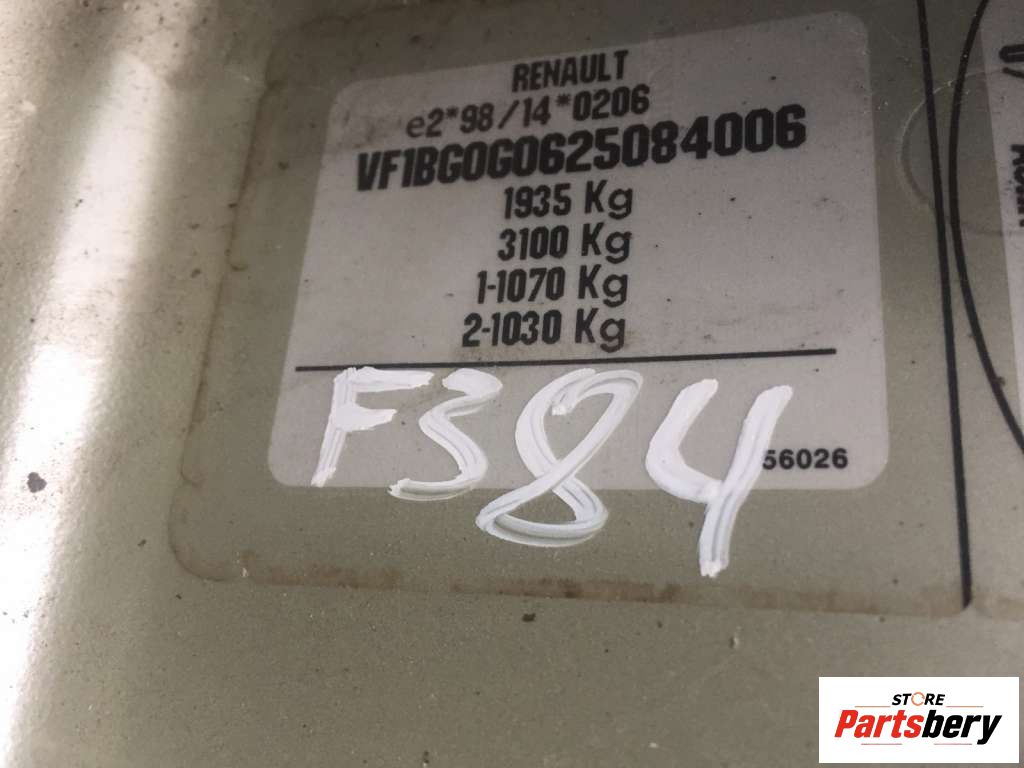 RENAULT
e2*98/14*0206
VF1BG0G0625084006
1935 Kg
3100 Kg
1-1070 Kg
2-1030 Kg
F384
56026
STORE
Partsbery